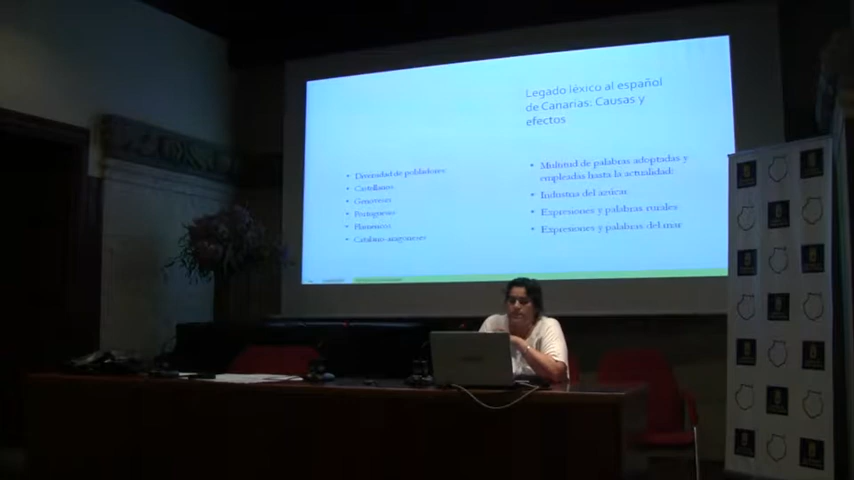 Legado léxico al español
de Canarias: Causas y
efectos
• Diversidad de pobladores
• Castellanos
• Genoveses
• Portugueses
• Flamencos
• Catalano-aragoneses
• Multitud de palabras adoptadas y
empleadas hasta la actualidad:
• Industria del azúcar
• Expresiones y palabras rurales
• Expresiones y palabras del mar